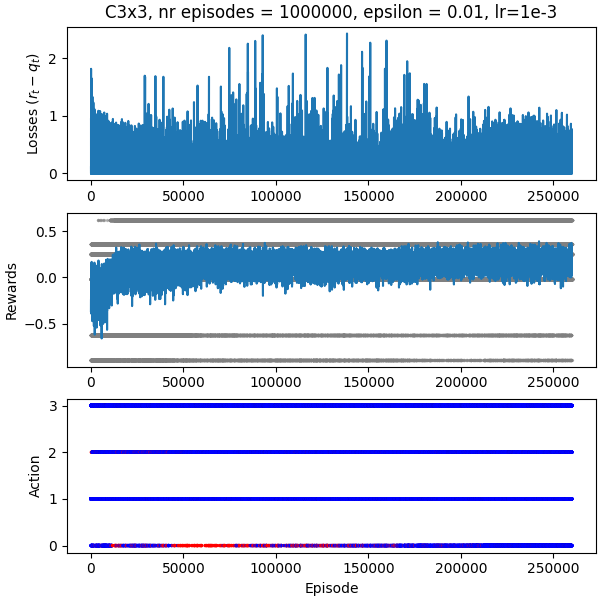 C3x3, nr episodes = 1000000, epsilon = 0.01, lr=1e-3
Losses (r_t − q_t)
2
1
0
0 50000 100000 150000 200000 250000
Rewards
0.5
0.0
−0.5
0 50000 100000 150000 200000 250000
Action
3
2
1
0
0 50000 100000 150000 200000 250000
Episode